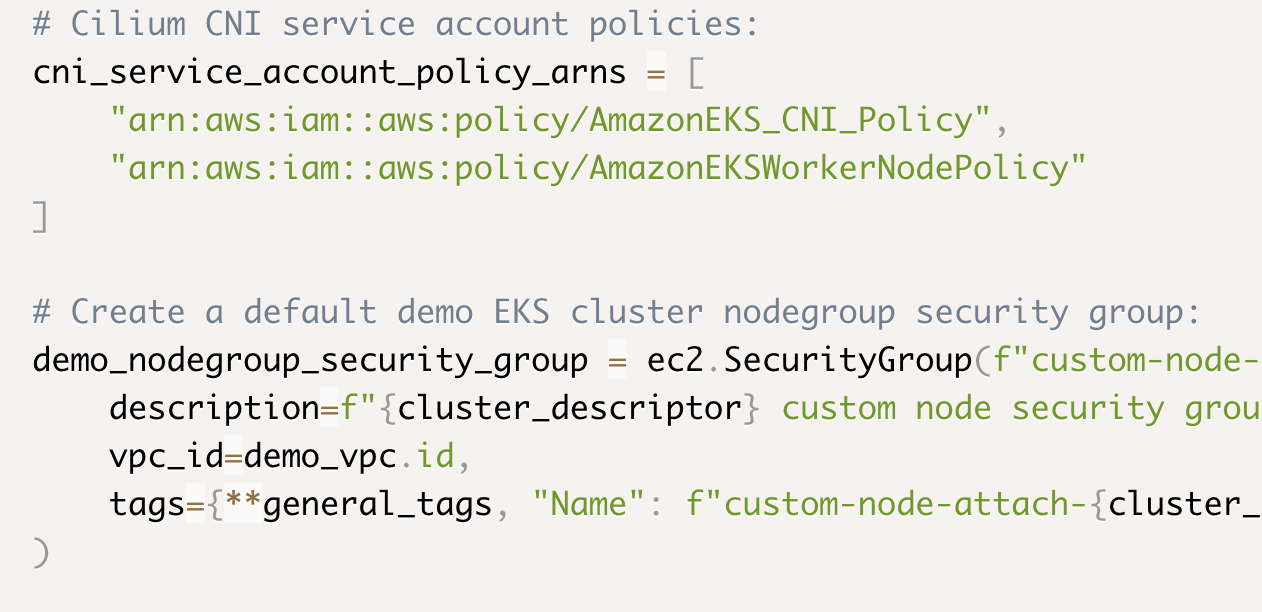 # Cilium CNI service account policies:
cni_service_account_policy_arns = [
    "arn:aws:iam::aws:policy/AmazonEKS_CNI_Policy",
    "arn:aws:iam::aws:policy/AmazonEKSWorkerNodePolicy"
]

# Create a default demo EKS cluster nodegroup security group:
demo_nodegroup_security_group = ec2.SecurityGroup(f"custom-node-
    description=f"{cluster_descriptor} custom node security grou
    vpc_id=demo_vpc.id,
    tags={**general_tags, "Name": f"custom-node-attach-{cluster_
)